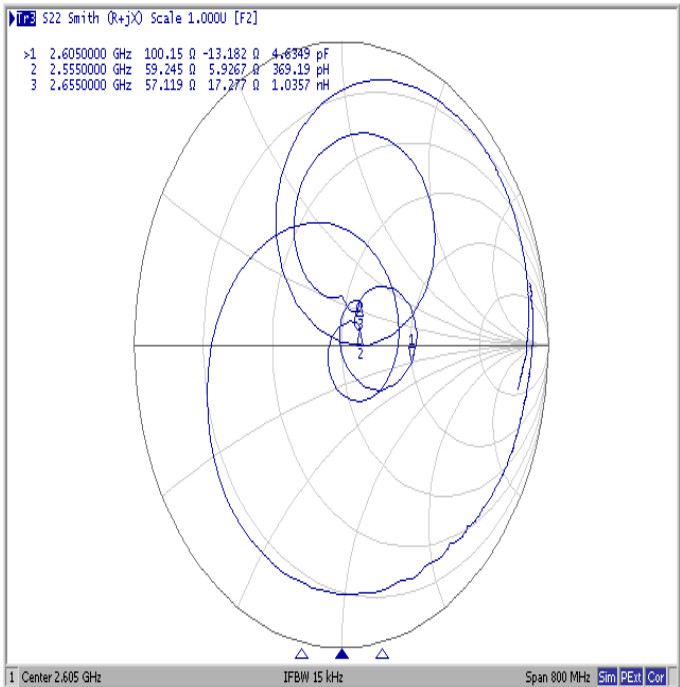 Tr3 S22 Smith (R+jX) Scale 1.000U [F2]
>1 2.6050000 GHz 100.15 Ω -13.182 Ω 4.6349 pF
2 2.5550000 GHz 59.245 Ω 5.9267 Ω 369.19 pH
3 2.6550000 GHz 57.119 Ω 17.277 Ω 1.0357 nH
3
1
2
1 Center 2.605 GHz IFBW 15 kHz Span 800 MHz Sim PExt Cor